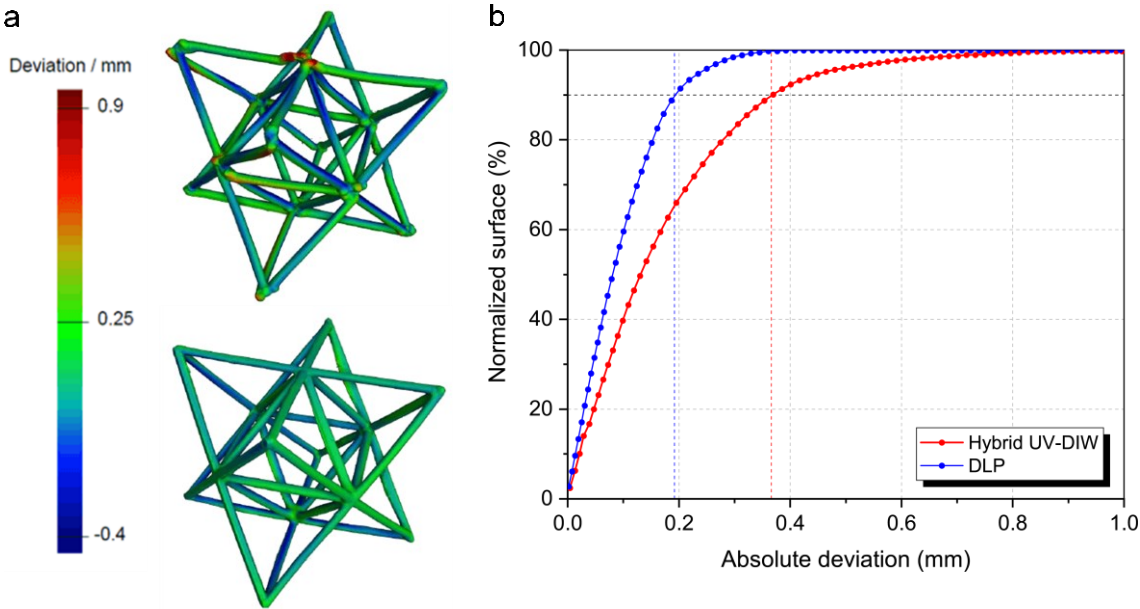 a
Deviation / mm
0.9
0.25
-0.4
b
Normalized surface (%)
100
80
60
40
20
0
0.0 0.2 0.4 0.6 0.8 1.0
Absolute deviation (mm)
Hybrid UV-DIW
DLP